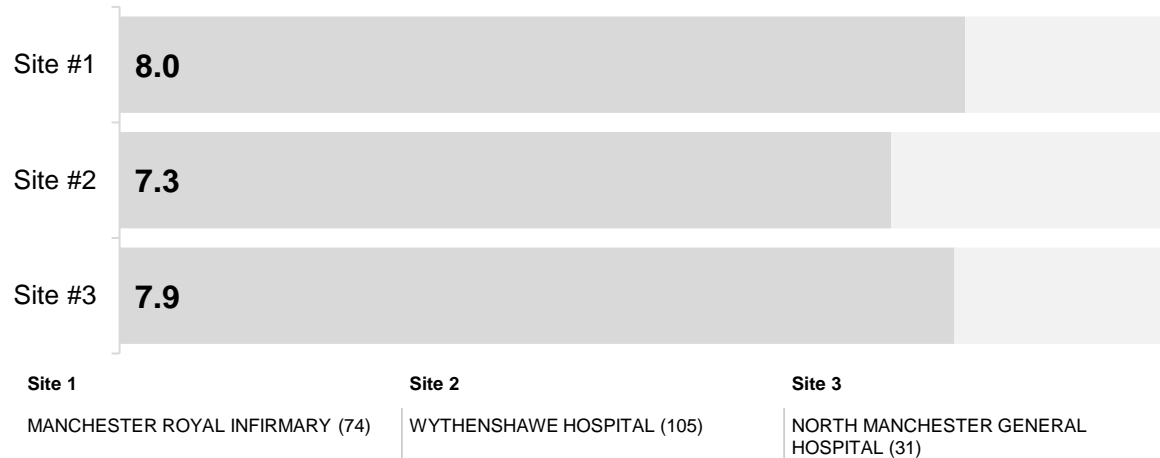 Site #1 8.0
Site #2 7.3
Site #3 7.9
Site 1 Site 2 Site 3
MANCHESTER ROYAL INFIRMARY (74) WYTHENSHAWE HOSPITAL (105) NORTH MANCHESTER GENERAL
HOSPITAL (31)